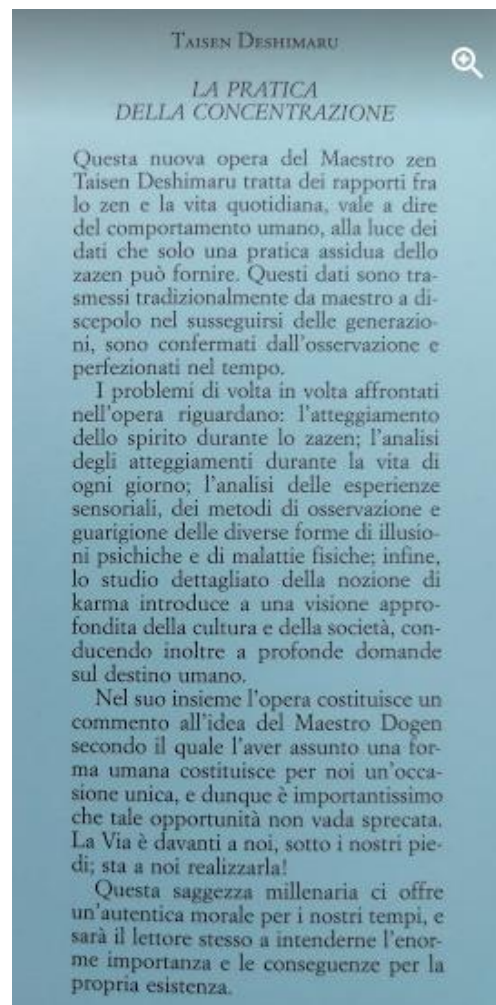 TAISEN DESHIMARU
LA PRATICA
DELLA CONCENTRAZIONE
Questa nuova opera del Maestro zen
Taisen Deshimaru tratta dei rapporti fra
lo zen e la vita quotidiana, vale a dire
del comportamento umano, alla luce dei
dati che solo una pratica assidua dello
zazen può fornire. Questi dati sono tra-
smessi tradizionalmente da maestro a di-
scepolo nel susseguirsi delle generazio-
ni, sono confermati dall'osservazione e
perfezionati nel tempo.
I problemi di volta in volta affrontati
nell'opera riguardano: l'atteggiamento
dello spirito durante lo zazen; l'analisi
degli atteggiamenti durante la vita di
ogni giorno; l'analisi delle esperienze
sensoriali, dei metodi di osservazione e
guarigione delle diverse forme di illusio-
ni psichiche e di malattie fisiche; infine,
lo studio dettagliato della nozione di
karma introduce a una visione appro-
fondita della cultura e della società, con-
ducendo inoltre a profonde domande
sul destino umano.
Nel suo insieme l'opera costituisce un
commento all'idea del Maestro Dogen
secondo il quale l'aver assunto una for-
ma umana costituisce per noi un'occa-
sione unica, e dunque è importantissimo
che tale opportunità non vada sprecata.
La Via è davanti a noi, sotto i nostri pie-
di; sta a noi realizzarla!
Questa saggezza millenaria ci offre
un'autentica morale per i nostri tempi, e
sarà il lettore stesso a intenderne l'enor-
me importanza e le conseguenze per la
propria esistenza.